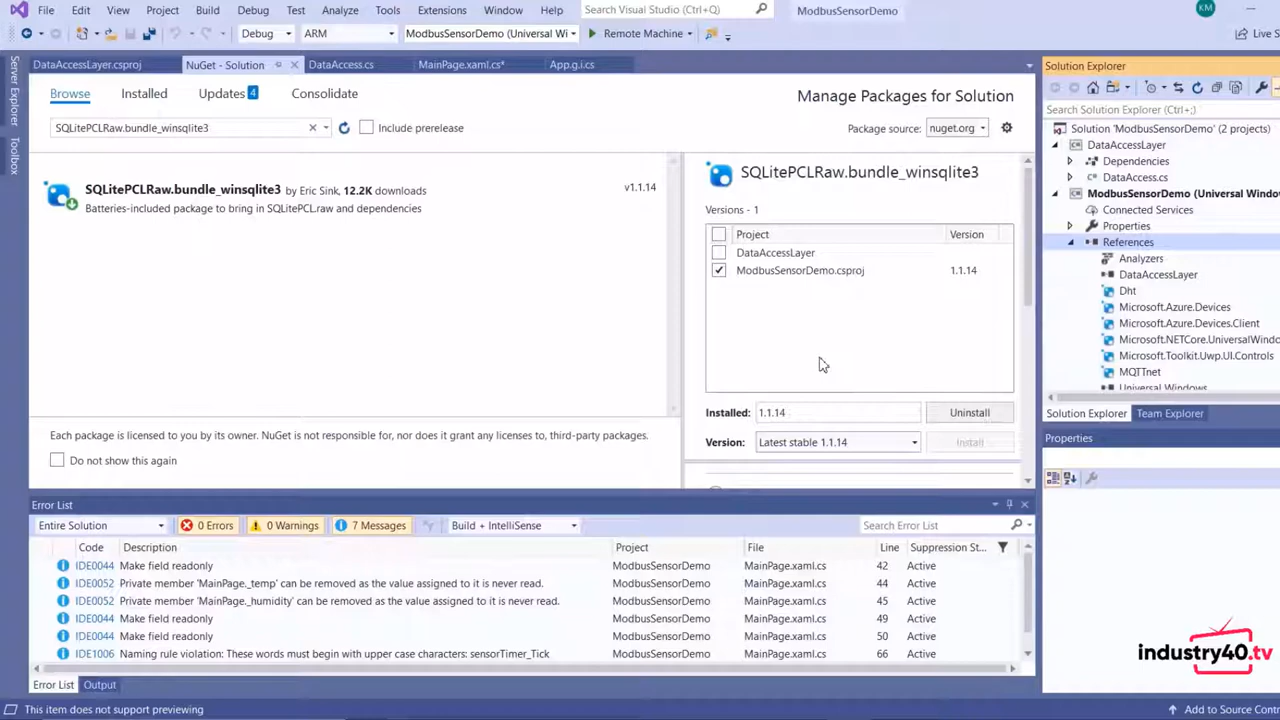 File Edit View Project Build Debug Test Analyze Tools Extensions Window Help Search Visual Studio ModbusSensorDemo KM
Debug ARM ModbusSensorDemo (Universal Wi Remote Machine Live S
Server Explorer
Toolbox
DataAccessLayer.csproj NuGet - Solution DataAccess.cs MainPage.xaml.cs* App.g.i.cs
Browse Installed Updates 4 Consolidate
Manage Packages for Solution
SQLitePCLRaw.bundle_winsqlite3 Include prerelease
Package source: nuget.org
SQLitePCLRaw.bundle_winsqlite3 by Eric Sink, 12.2K downloads v1.1.14
Batteries-included package to bring in SQLitePCL.raw and dependencies
Each package is licensed to you by its owner. NuGet is not responsible for, nor does it grant any licenses to, third-party packages.
Do not show this again
SQLitePCLRaw.bundle_winsqlite3
Versions - 1
Project Version
DataAccessLayer
ModbusSensorDemo.csproj 1.1.14
Installed: 1.1.14 Uninstall
Version: Latest stable 1.1.14 Install
Solution Explorer
Search Solution Explorer (Ctrl+;)
Solution 'ModbusSensorDemo' (2 projects)
DataAccessLayer
Dependencies
DataAccess.cs
ModbusSensorDemo (Universal Window
Connected Services
Properties
References
Analyzers
DataAccessLayer
Dht
Microsoft.Azure.Devices
Microsoft.Azure.Devices.Client
Microsoft.NETCore.UniversalWindo
Microsoft.Toolkit.Uwp.UI.Controls
MQTTnet
Universal Windows
Solution Explorer Team Explorer
Properties
Error List
Entire Solution 0 Errors 0 Warnings 7 Messages Build + IntelliSense Search Error List
Code Description Project File Line Suppression St...
IDE0044 Make field readonly ModbusSensorDemo MainPage.xaml.cs 42 Active
IDE0052 Private member 'MainPage._temp' can be removed as the value assigned to it is never read. ModbusSensorDemo MainPage.xaml.cs 44 Active
IDE0052 Private member 'MainPage._humidity' can be removed as the value assigned to it is never read. ModbusSensorDemo MainPage.xaml.cs 45 Active
IDE0044 Make field readonly ModbusSensorDemo MainPage.xaml.cs 49 Active
IDE0044 Make field readonly ModbusSensorDemo MainPage.xaml.cs 50 Active
IDE1006 Naming rule violation: These words must begin with upper case characters: sensorTimer_Tick ModbusSensorDemo MainPage.xaml.cs 66 Active
Error List Output
industry40.tv
This item does not support previewing
Add to Source Contr